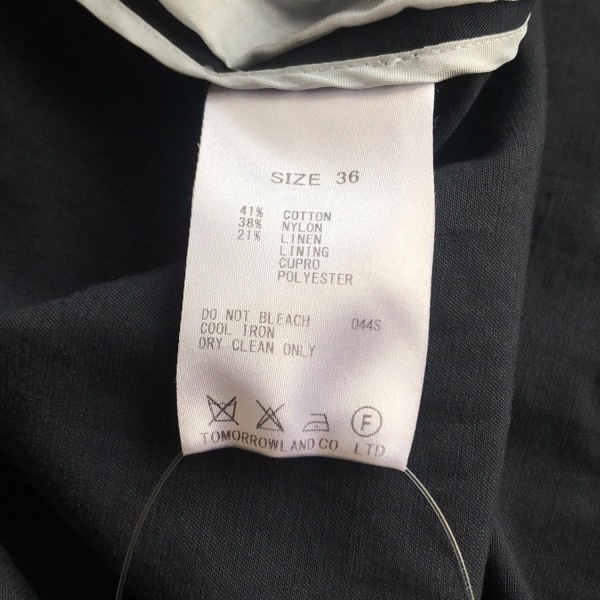 SIZE 36
41% COTTON
38% NYLON
21% LINEN
LINING
CUPRO
POLYESTER
DO NOT BLEACH 044S
COOL IRON
DRY CLEAN ONLY
F
TOMORROWLAND CO., LTD.